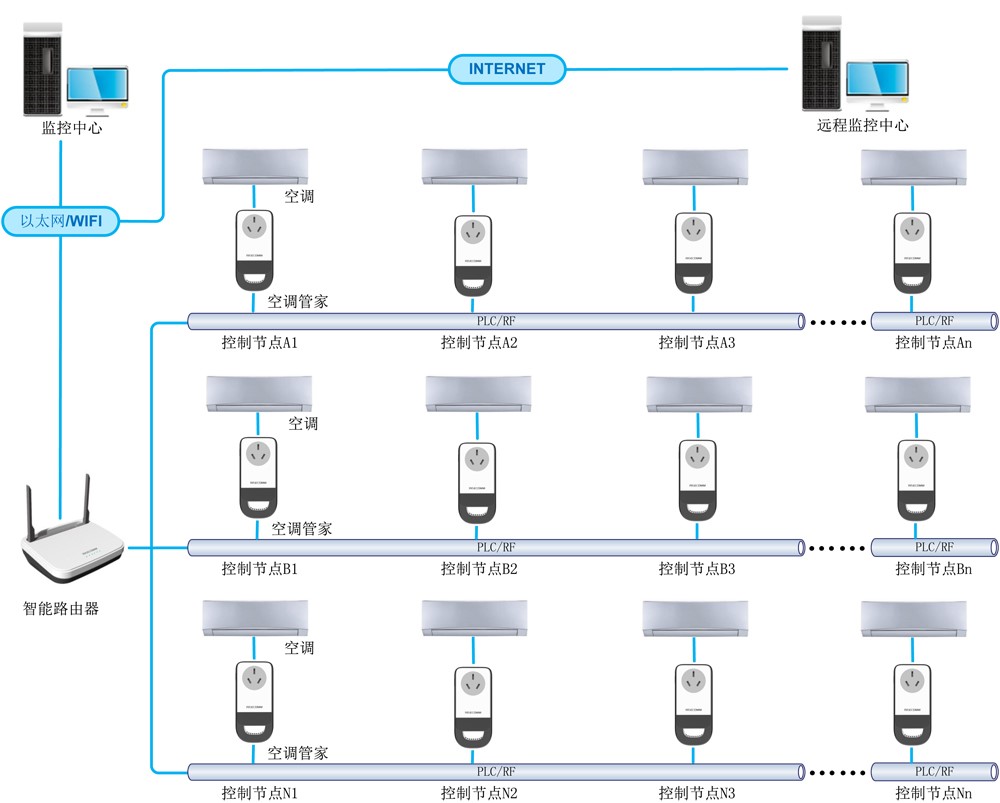 INTERNET
监控中心
远程监控中心
以太网/WIFI
空调
空调管家
PLC/RF
PLC/RF
控制节点A1
控制节点A2
控制节点A3
控制节点An
空调
空调管家
PLC/RF
PLC/RF
控制节点B1
控制节点B2
控制节点B3
控制节点Bn
智能路由器
空调
空调管家
PLC/RF
PLC/RF
控制节点N1
控制节点N2
控制节点N3
控制节点Nn